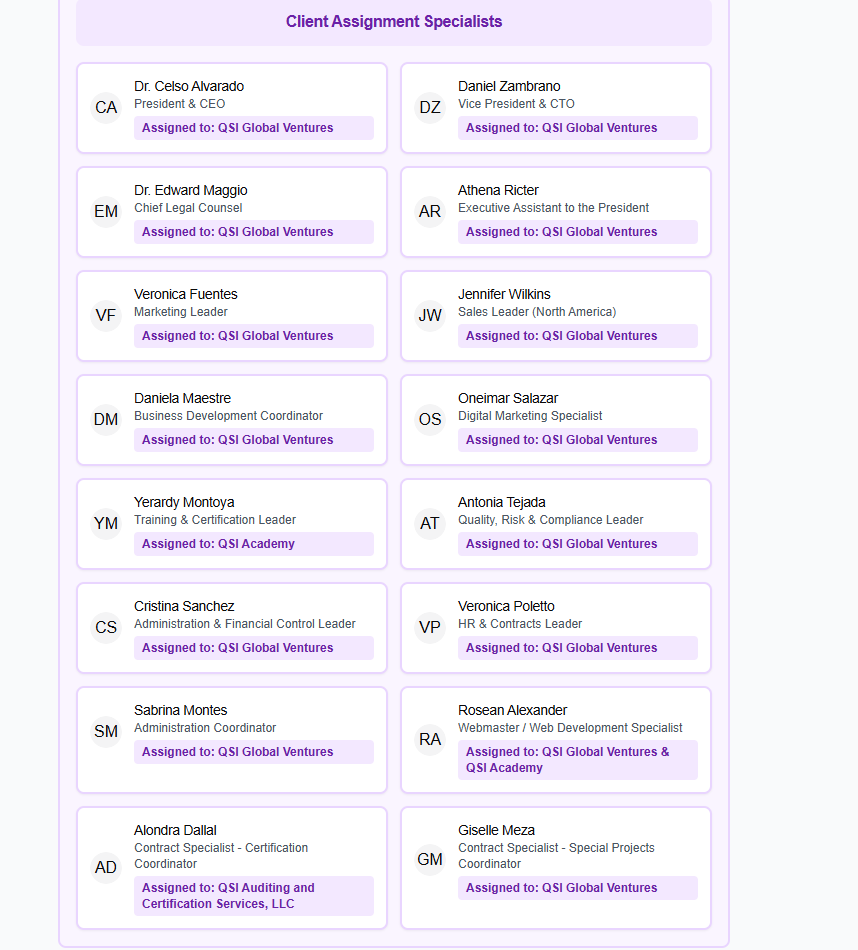 Client Assignment Specialists
CA
Dr. Celso Alvarado
President & CEO
Assigned to: QSI Global Ventures
DZ
Daniel Zambrano
Vice President & CTO
Assigned to: QSI Global Ventures
EM
Dr. Edward Maggio
Chief Legal Counsel
Assigned to: QSI Global Ventures
AR
Athena Ricter
Executive Assistant to the President
Assigned to: QSI Global Ventures
VF
Veronica Fuentes
Marketing Leader
Assigned to: QSI Global Ventures
JW
Jennifer Wilkins
Sales Leader (North America)
Assigned to: QSI Global Ventures
DM
Daniela Maestre
Business Development Coordinator
Assigned to: QSI Global Ventures
OS
Oneimar Salazar
Digital Marketing Specialist
Assigned to: QSI Global Ventures
YM
Yerardy Montoya
Training & Certification Leader
Assigned to: QSI Academy
AT
Antonia Tejada
Quality, Risk & Compliance Leader
Assigned to: QSI Global Ventures
CS
Cristina Sanchez
Administration & Financial Control Leader
Assigned to: QSI Global Ventures
VP
Veronica Poletto
HR & Contracts Leader
Assigned to: QSI Global Ventures
SM
Sabrina Montes
Administration Coordinator
Assigned to: QSI Global Ventures
RA
Rosean Alexander
Webmaster / Web Development Specialist
Assigned to: QSI Global Ventures &
QSI Academy
AD
Alondra Dallal
Contract Specialist - Certification
Coordinator
Assigned to: QSI Auditing and
Certification Services, LLC
GM
Giselle Meza
Contract Specialist - Special Projects
Coordinator
Assigned to: QSI Global Ventures